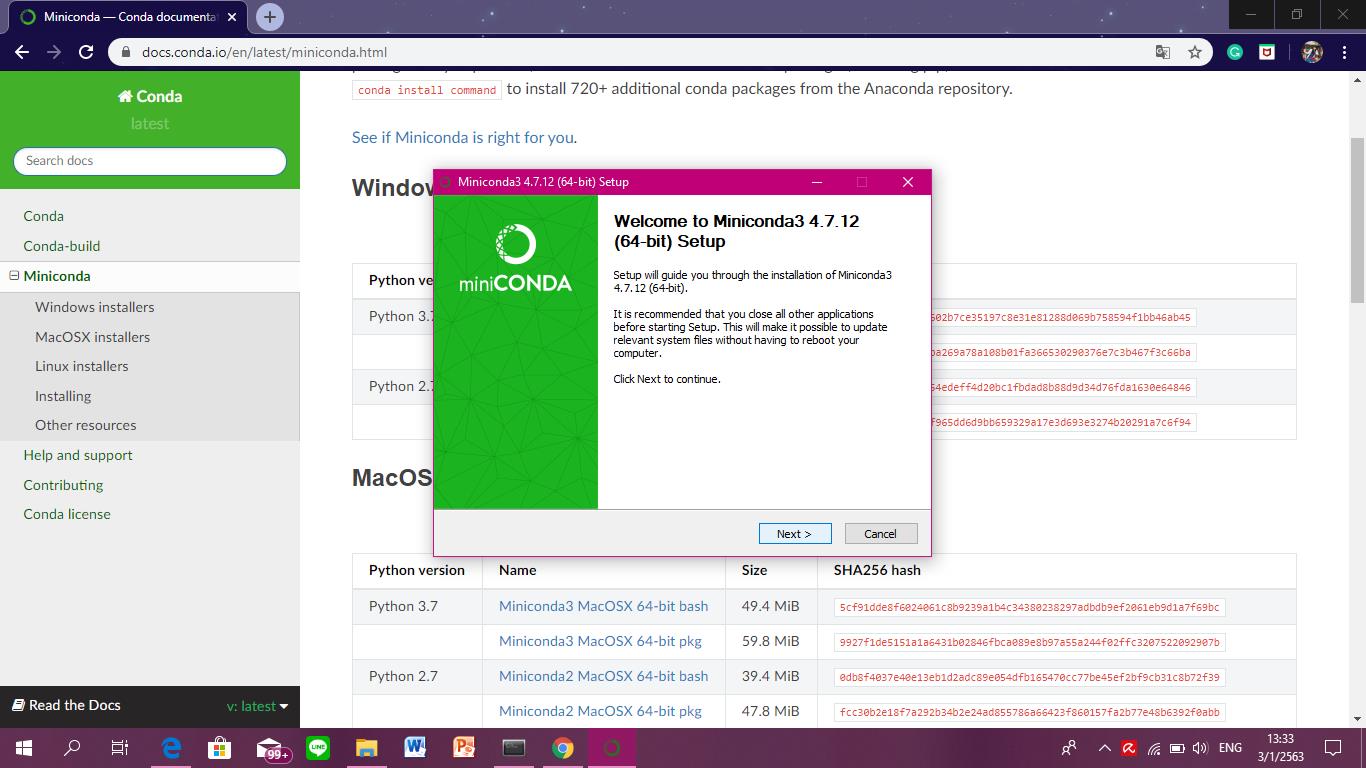 Miniconda — Conda documenta
docs.conda.io/en/latest/miniconda.html
Conda
latest
Search docs
Conda
Conda-build
Miniconda
Windows installers
MacOSX installers
Linux installers
Installing
Other resources
Help and support
Contributing
Conda license
Read the Docs
v: latest
conda install command to install 720+ additional conda packages from the Anaconda repository.
See if Miniconda is right for you.
Window
Python ve
Python 3.7
602b7ce35197c8e31e81288d069b758594f1bb46ab45
ba269a78a108b01fa366530290376e7c3b467f3c66ba
Python 2.7
64edeff4d20bc1fbdad8b88d9d34d76fda1630e64846
f965dd6d9bb659329a17e3d693e3274b20291a7c6f94
MacOS
Miniconda3 4.7.12 (64-bit) Setup
miniCONDA
Welcome to Miniconda3 4.7.12
(64-bit) Setup
Setup will guide you through the installation of Miniconda3
4.7.12 (64-bit).
It is recommended that you close all other applications
before starting Setup. This will make it possible to update
relevant system files without having to reboot your
computer.
Click Next to continue.
Next >
Cancel
Python version Name Size SHA256 hash
Python 3.7 Miniconda3 MacOSX 64-bit bash 49.4 MiB 5cf91dde8f6024061c8b9239a1b4c34380238297adbdb9ef2061eb9d1a7f69bc
Miniconda3 MacOSX 64-bit pkg 59.8 MiB 9927f1de5151a1a6431b02846fbca089e8b97a55a244f02ffc3207522092907b
Python 2.7 Miniconda2 MacOSX 64-bit bash 39.4 MiB 0db8f4037e40e13eb1d2adc89e054dfb165470cc77be45ef2bf9cb31c8b72f39
Miniconda2 MacOSX 64-bit pkg 47.8 MiB fcc30b2e18f7a292b34b2e24ad855786a66423f860157fa2b77e48b6392f0abb
99+
LINE
ENG
13:33
3/1/2563